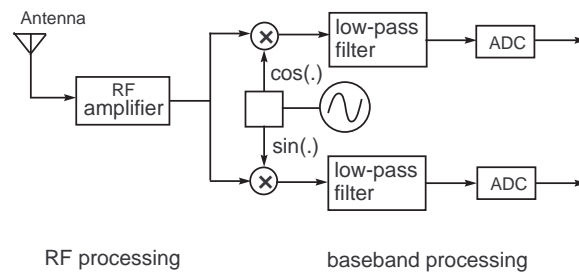 Antenna
RF
amplifier
cos(.)
sin(.)
low-pass
filter
ADC
low-pass
filter
ADC
RF processing
baseband processing